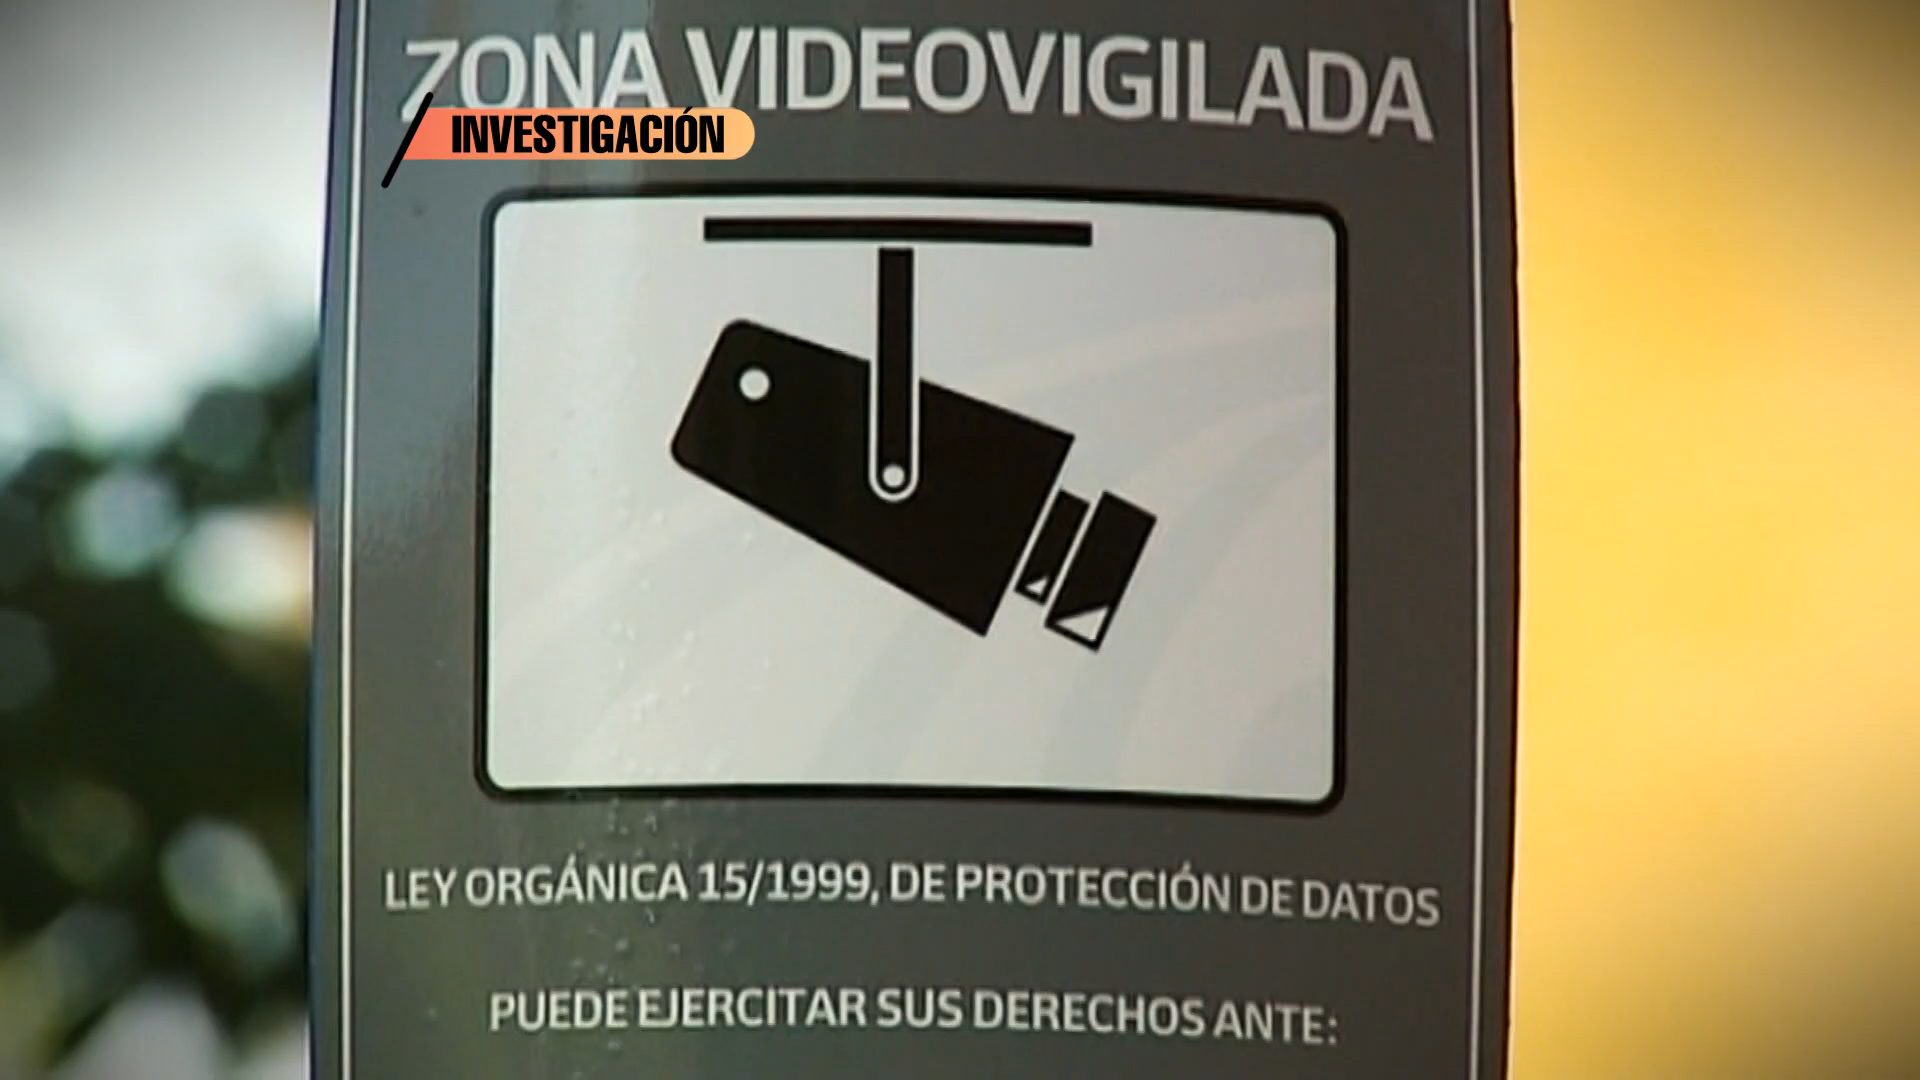 ZONA VIDEOVIGILADA
INVESTIGACIÓN
LEY ORGÁNICA 15/1999, DE PROTECCIÓN DE DATOS
PUEDE EJERCITAR SUS DERECHOS ANTE: